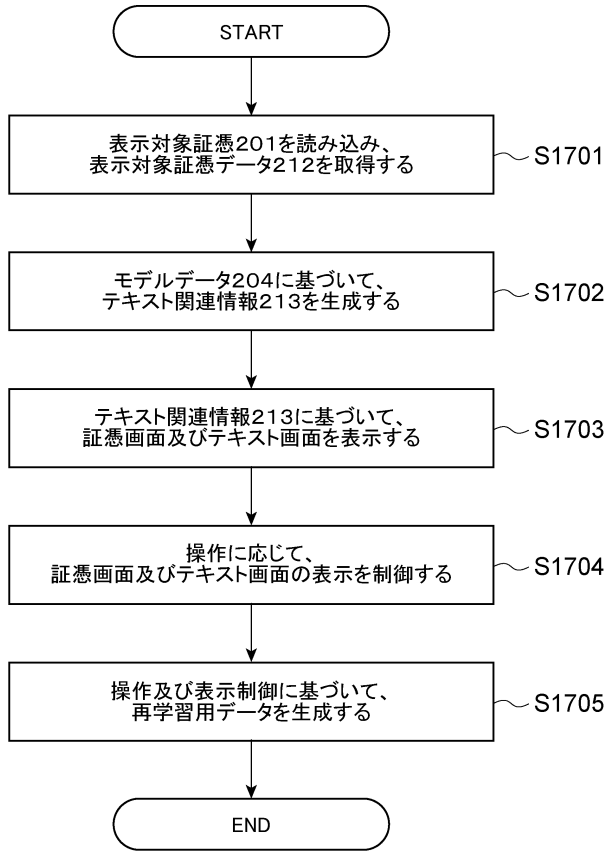 START
表示対象証憑201を読み込み、
表示対象証憑データ212を取得する
S1701
モデルデータ204に基づいて、
テキスト関連情報213を生成する
S1702
テキスト関連情報213に基づいて、
証憑画面及びテキスト画面を表示する
S1703
操作に応じて、
証憑画面及びテキスト画面の表示を制御する
S1704
操作及び表示制御に基づいて、
再学習用データを生成する
S1705
END